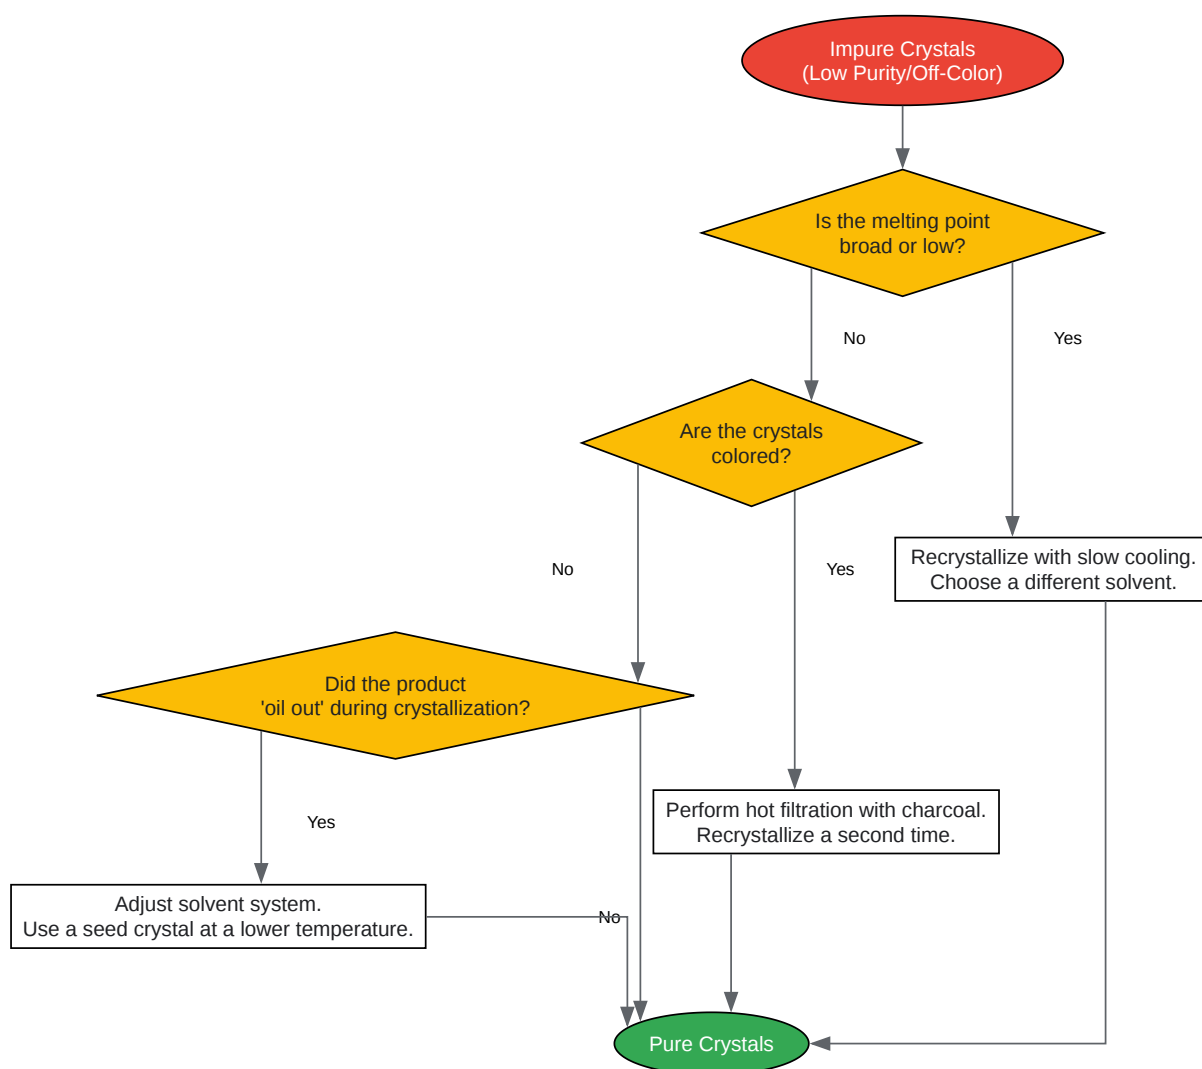 Impure Crystals
(Low Purity/Off-Color)
Is the melting point
broad or low?
No
Yes
Are the crystals
colored?
Recrystallize with slow cooling.
Choose a different solvent.
No
Yes
Did the product
'oil out' during crystallization?
Yes
Perform hot filtration with charcoal.
Recrystallize a second time.
Adjust solvent system.
Use a seed crystal at a lower temperature.
No
Pure Crystals